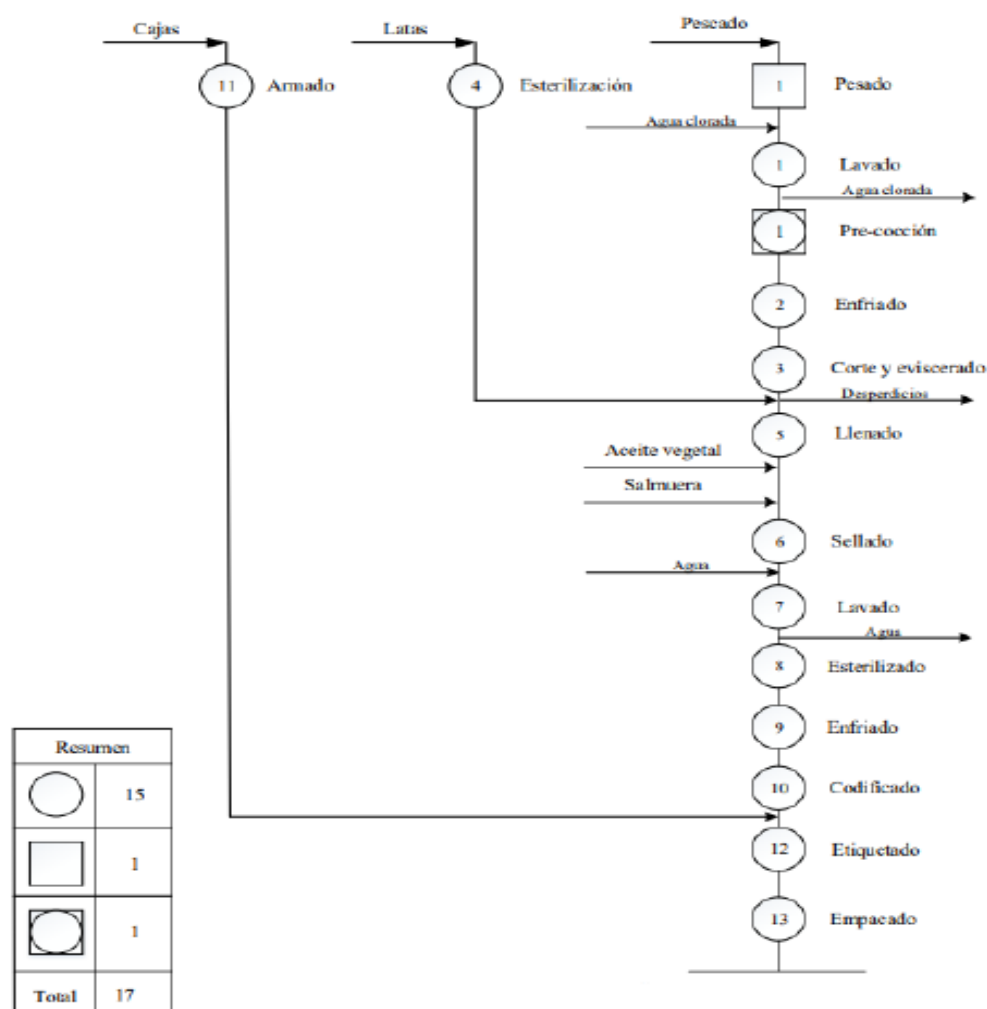 Cajas
Latas
Pescado
11 Armado
4 Esterilización
1 Pesado
Agua clorada
1 Lavado
Agua clorada
1 Pre-cocción
2 Enfriado
3 Corte y eviscerado
Desperdicios
5 Llenado
Aceite vegetal
Salmuera
6 Sellado
Agua
7 Lavado
Agua
8 Esterilizado
9 Enfriado
10 Codificado
12 Etiquetado
13 Empacado
Resumen
15
1
1
Total 17